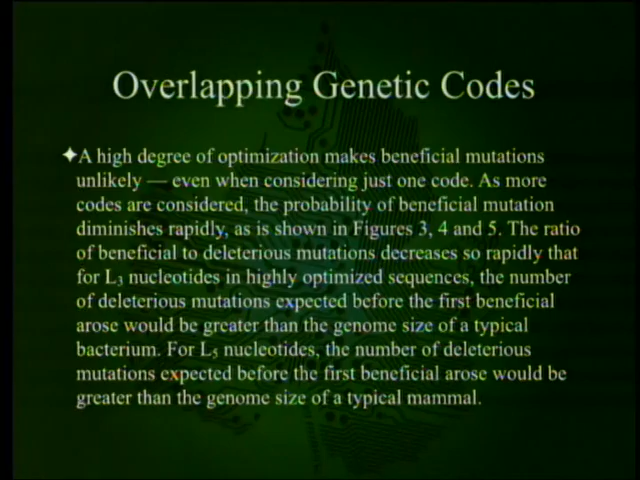 Overlapping Genetic Codes
✦A high degree of optimization makes beneficial mutations
unlikely — even when considering just one code. As more
codes are considered, the probability of beneficial mutation
diminishes rapidly, as is shown in Figures 3, 4 and 5. The ratio
of beneficial to deleterious mutations decreases so rapidly that
for L₃ nucleotides in highly optimized sequences, the number
of deleterious mutations expected before the first beneficial
arose would be greater than the genome size of a typical
bacterium. For L₅ nucleotides, the number of deleterious
mutations expected before the first beneficial arose would be
greater than the genome size of a typical mammal.